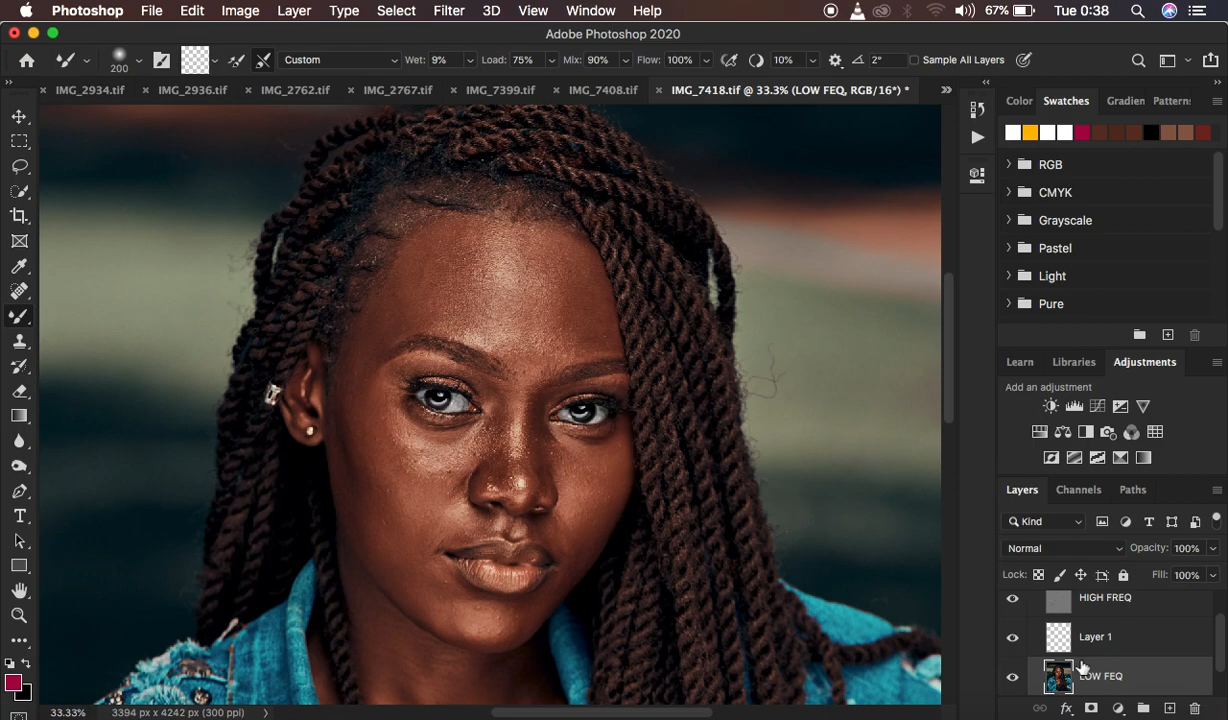 Photoshop File Edit Image Layer Type Select Filter 3D View Window Help 67% Tue 0:38
Adobe Photoshop 2020
200 Custom Wet: 9% Load: 75% Mix: 90% Flow: 100% 10% 2° Sample All Layers
IMG_2934.tif IMG_2936.tif IMG_2762.tif IMG_2767.tif IMG_7399.tif IMG_7408.tif IMG_7418.tif @ 33.3% (LOW FEQ, RGB/16*) *
Color Swatches Gradien Pattern:
RGB
CMYK
Grayscale
Pastel
Light
Pure
Learn Libraries Adjustments
Add an adjustment
Layers Channels Paths
Kind
Normal Opacity: 100%
Lock: Fill: 100%
HIGH FREQ
Layer 1
LOW FEQ
33.33% 3394 px x 4242 px (300 ppi)